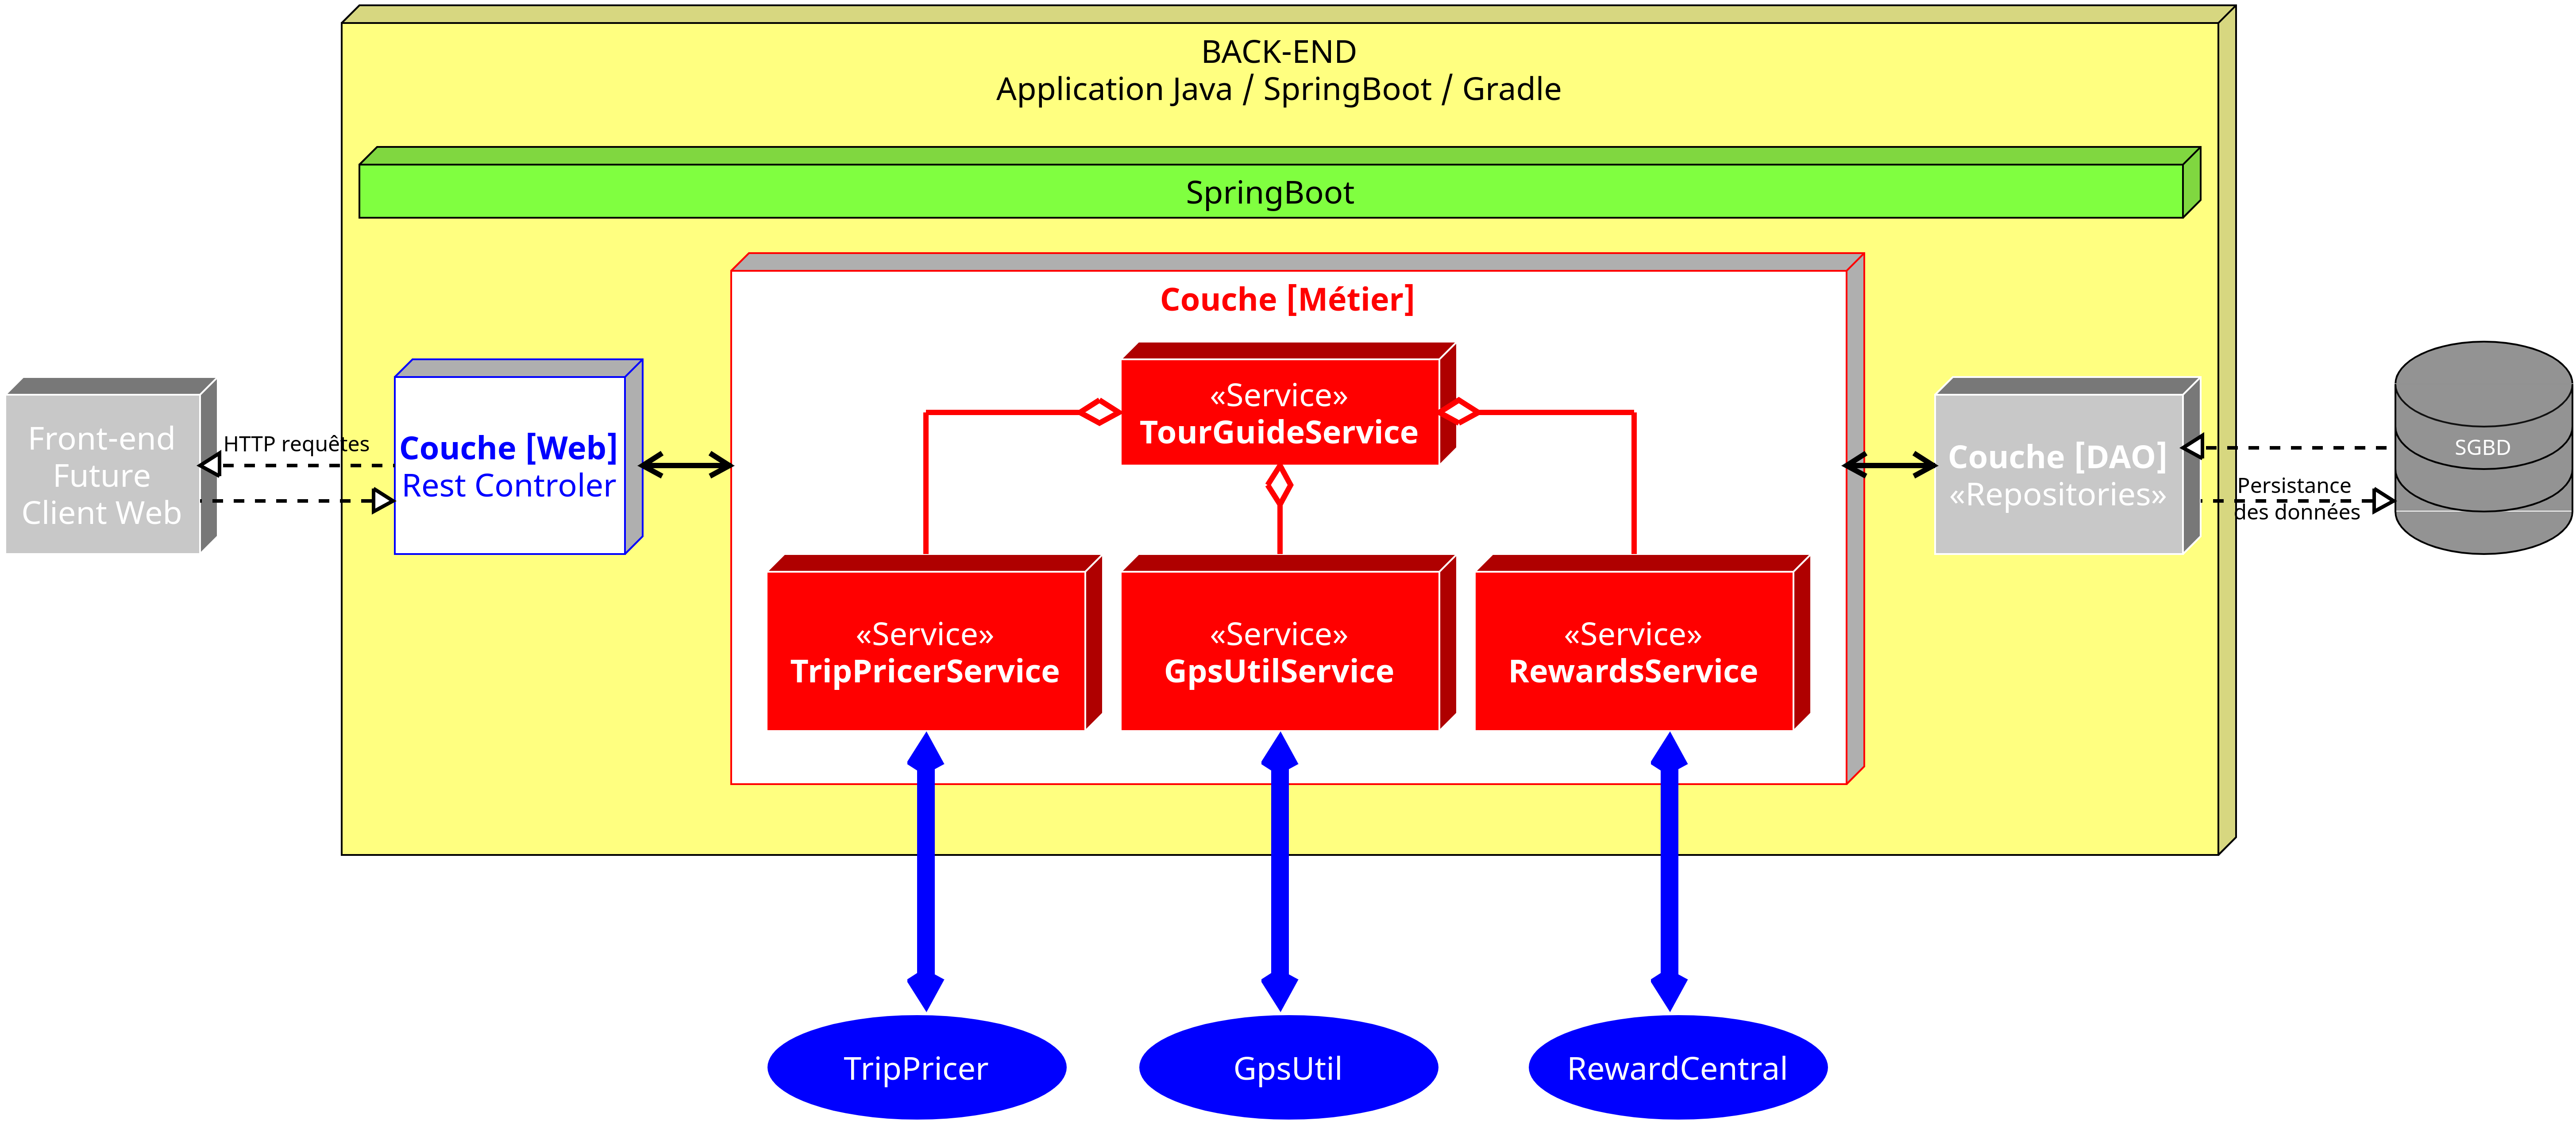 BACK-END
Application Java / SpringBoot / Gradle
SpringBoot
Couche [Métier]
«Service»
TourGuideService
Front-end
Future
Client Web
HTTP requêtes
Couche [Web]
Rest Controler
Couche [DAO]
«Repositories»
Persistance
des données
SGBD
«Service»
TripPricerService
«Service»
GpsUtilService
«Service»
RewardsService
TripPricer
GpsUtil
RewardCentral